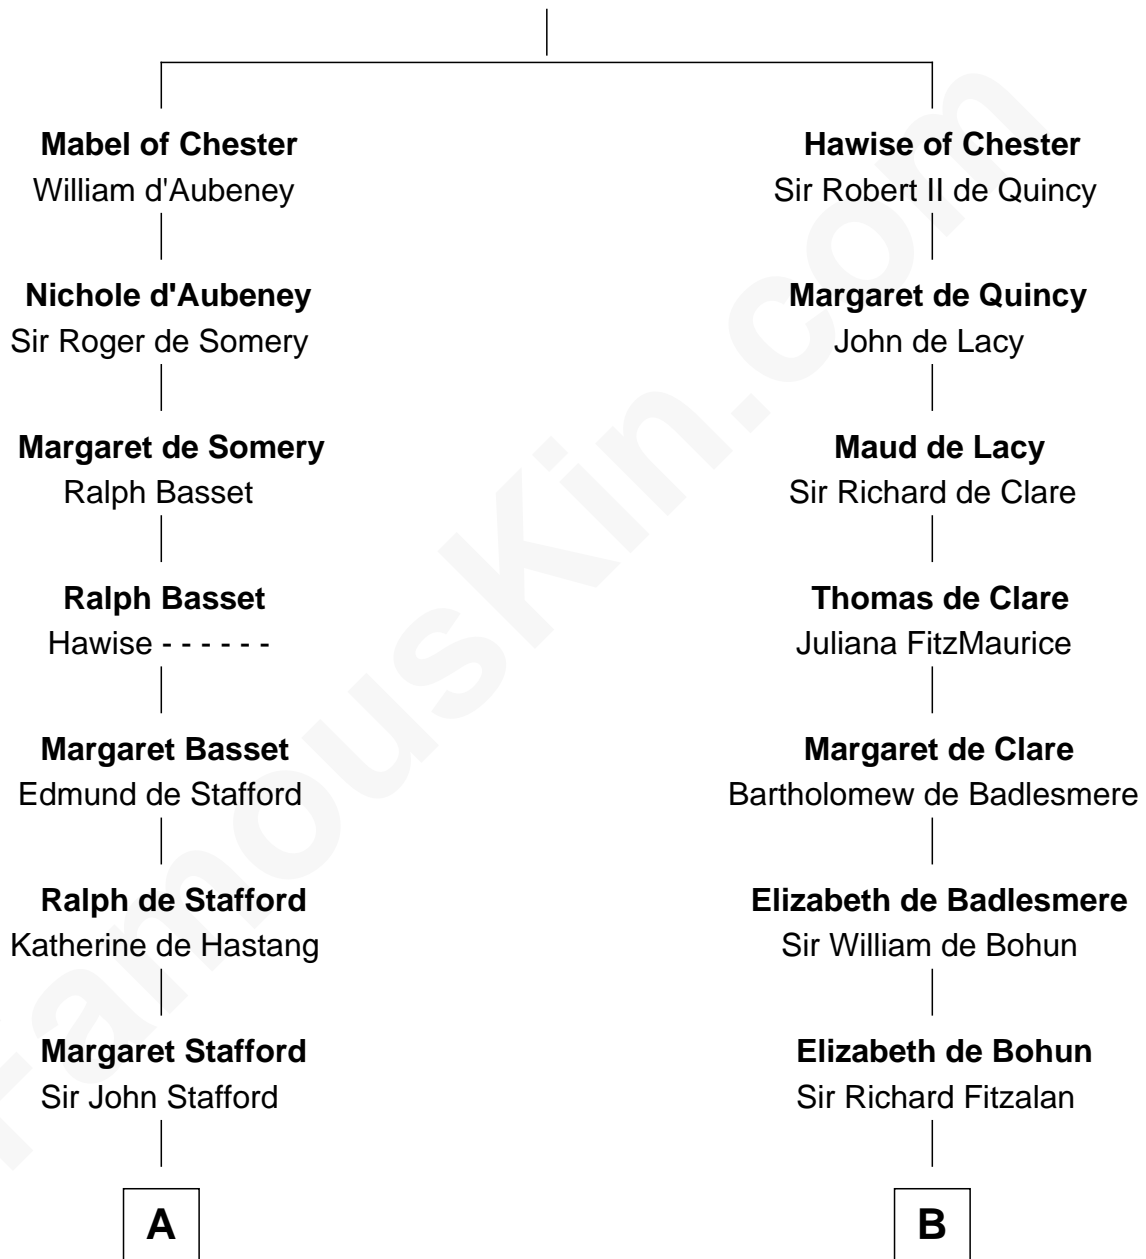 Mabel of Chester
William d'Aubeney
Hawise of Chester
Sir Robert II de Quincy
Nichole d'Aubeney
Sir Roger de Somery
Margaret de Quincy
John de Lacy
Margaret de Somery
Ralph Basset
Maud de Lacy
Sir Richard de Clare
Ralph Basset
Hawise - - - - - -
Thomas de Clare
Juliana FitzMaurice
Margaret Basset
Edmund de Stafford
Margaret de Clare
Bartholomew de Badlesmere
Ralph de Stafford
Katherine de Hastang
Elizabeth de Badlesmere
Sir William de Bohun
Margaret Stafford
Sir John Stafford
Elizabeth de Bohun
Sir Richard Fitzalan
A
B
FamousKin.com